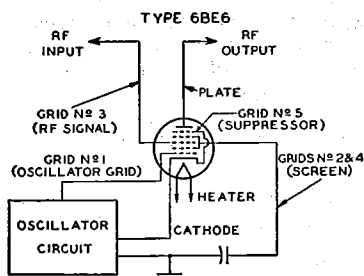 TYPE 6BE6
RF
INPUT
RF
OUTPUT
PLATE
GRID Nº 3
(RF SIGNAL)
GRID Nº 5
(SUPPRESSOR)
GRID Nº 1
(OSCILLATOR GRID)
GRIDS Nº 2&4
(SCREEN)
HEATER
CATHODE
OSCILLATOR
CIRCUIT